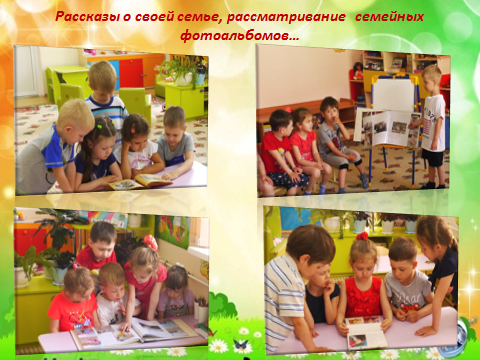 Рассказы о своей семье, рассматривание семейных
фотоальбомов...